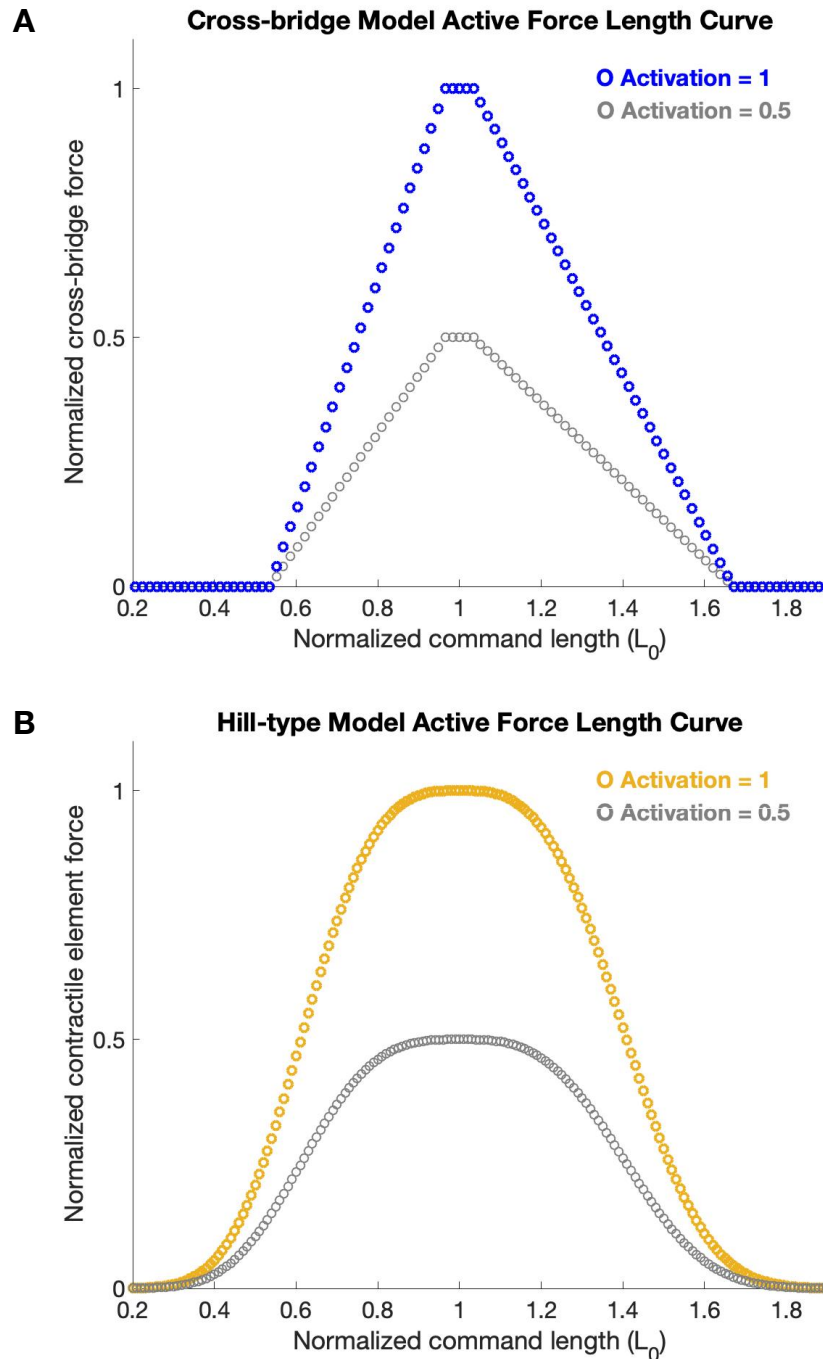 A
Cross-bridge Model Active Force Length Curve
O Activation = 1
O Activation = 0.5
Normalized cross-bridge force
1
0.5
0
0.2 0.4 0.6 0.8 1 1.2 1.4 1.6 1.8
Normalized command length (L0)
B
Hill-type Model Active Force Length Curve
O Activation = 1
O Activation = 0.5
Normalized contractile element force
1
0.5
0
0.2 0.4 0.6 0.8 1 1.2 1.4 1.6 1.8
Normalized command length (L0)